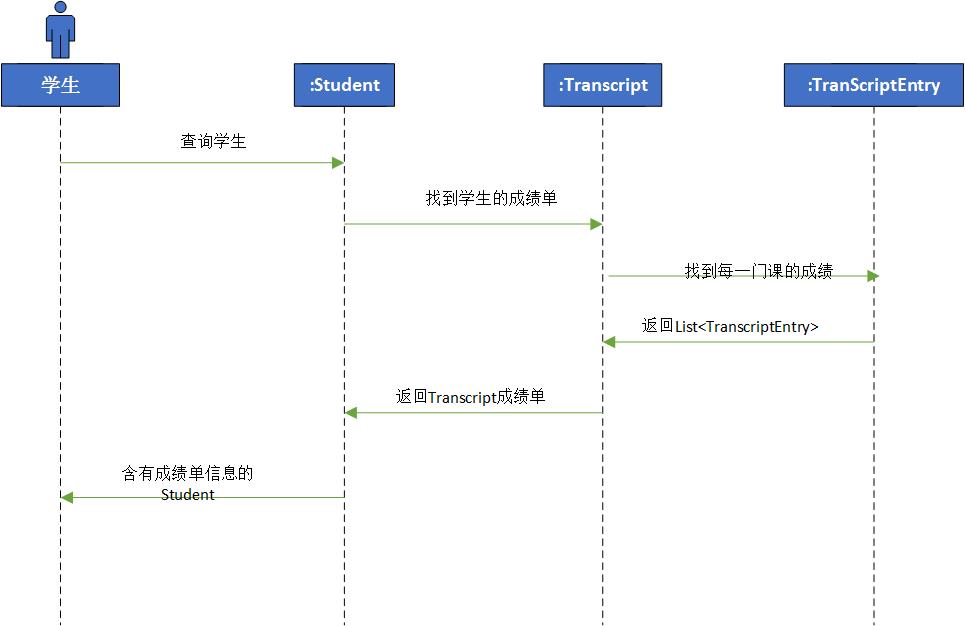 学生
:Student
:Transcript
:TranScriptEntry
查询学生
找到学生的成绩单
找到每一门课的成绩
返回List<TranscriptEntry>
返回Transcript成绩单
含有成绩单信息的
Student